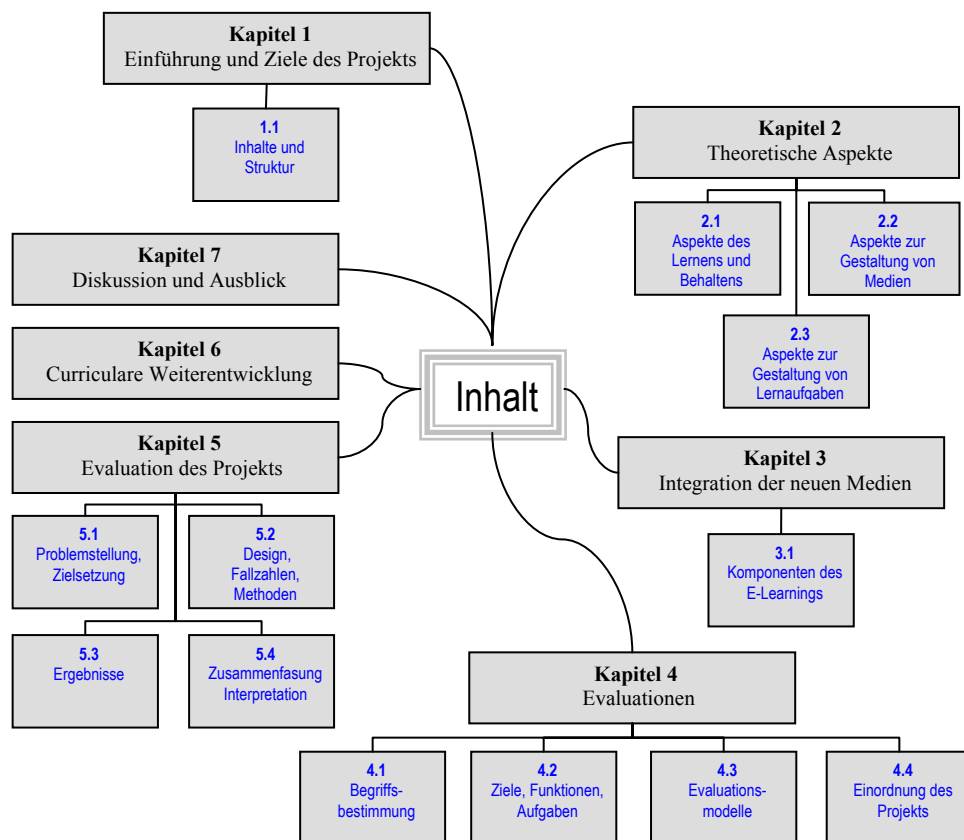 Kapitel 1
Einführung und Ziele des Projekts
1.1
Inhalte und
Struktur
Kapitel 2
Theoretische Aspekte
2.1
Aspekte des
Lernens und
Behaltens
2.2
Aspekte zur
Gestaltung von
Medien
2.3
Aspekte zur
Gestaltung von
Lernaufgaben
Kapitel 7
Diskussion und Ausblick
Kapitel 6
Curriculare Weiterentwicklung
Inhalt
Kapitel 5
Evaluation des Projekts
5.1
Problemstellung,
Zielsetzung
5.2
Design,
Fallzahlen,
Methoden
5.3
Ergebnisse
5.4
Zusammenfasung
Interpretation
Kapitel 3
Integration der neuen Medien
3.1
Komponenten des
E-Learnings
Kapitel 4
Evaluationen
4.1
Begriffs-
bestimmung
4.2
Ziele, Funktionen,
Aufgaben
4.3
Evaluations-
modelle
4.4
Einordnung des
Projekts